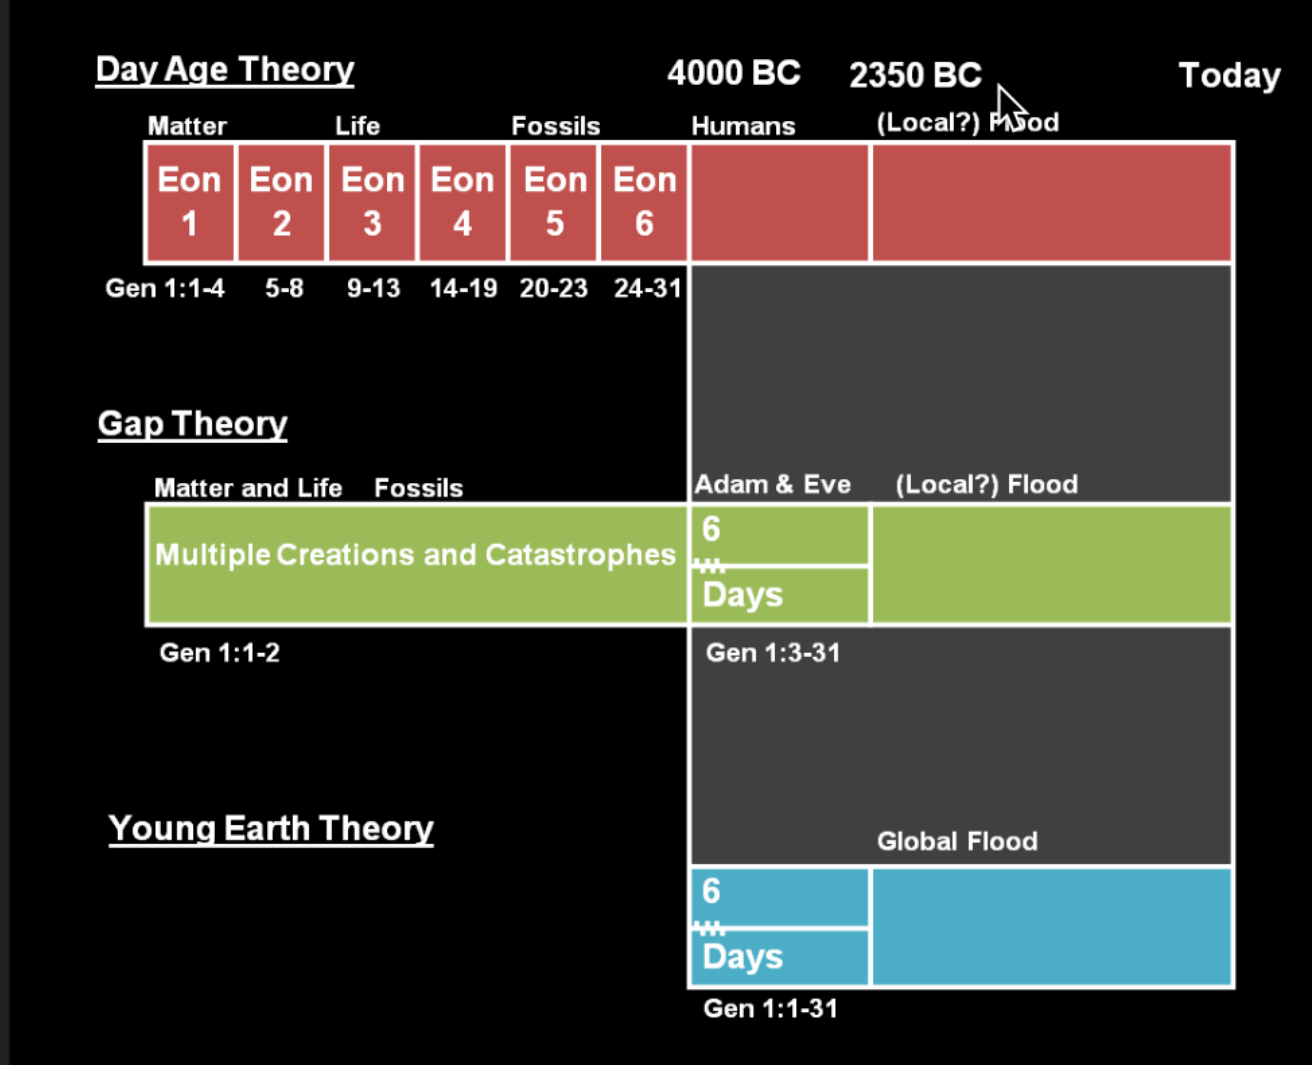 Day Age Theory
4000 BC 2350 BC Today
Matter Life Fossils Humans (Local?) Flood
Eon 1 Eon 2 Eon 3 Eon 4 Eon 5 Eon 6
Gen 1:1-4 5-8 9-13 14-19 20-23 24-31
Gap Theory
Matter and Life Fossils Adam & Eve (Local?) Flood
Multiple Creations and Catastrophes
6
Days
Gen 1:1-2 Gen 1:3-31
Young Earth Theory
Global Flood
6
Days
Gen 1:1-31